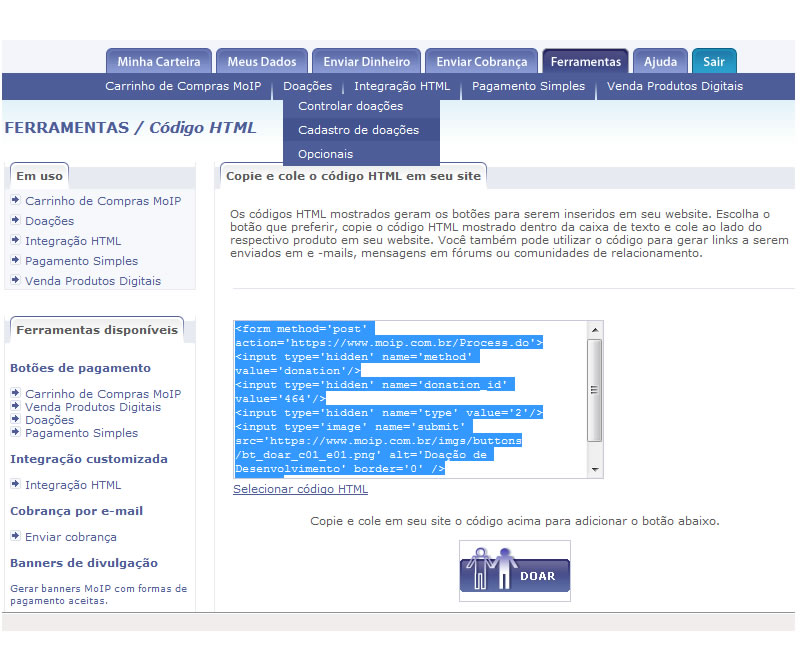 Minha Carteira Meus Dados Enviar Dinheiro Enviar Cobrança Ferramentas Ajuda Sair
Carrinho de Compras MoIP Doações Integração HTML Pagamento Simples Venda Produtos Digitais
Controlar doações
Cadastro de doações
Opcionais
FERRAMENTAS / Código HTML
Em uso
Carrinho de Compras MoIP
Doações
Integração HTML
Pagamento Simples
Venda Produtos Digitais
Ferramentas disponíveis
Botões de pagamento
Carrinho de Compras MoIP
Venda Produtos Digitais
Doações
Pagamento Simples
Integração customizada
Integração HTML
Cobrança por e-mail
Enviar cobrança
Banners de divulgação
Gerar banners MoIP com formas de
pagamento aceitas.
Copie e cole o código HTML em seu site
Os códigos HTML mostrados geram os botões para serem inseridos em seu website. Escolha o
botão que preferir, copie o código HTML mostrado dentro da caixa de texto e cole ao lado do
respectivo produto em seu website. Você também pode utilizar o código para gerar links a serem
enviados em e -mails, mensagens em fórums ou comunidades de relacionamento.
<form method='post'
action='https://www.moip.com.br/Process.do'>
<input type='hidden' name='method'
value='donation'/>
<input type='hidden' name='donation_id'
value='464'/>
<input type='hidden' name='type' value='2'/>
<input type='image' name='submit'
src='https://www.moip.com.br/imgs/buttons
/bt_doar_c01_e01.png' alt='Doação de
Desenvolvimento' border='0' />
Selecionar código HTML
Copie e cole em seu site o código acima para adicionar o botão abaixo.
DOAR